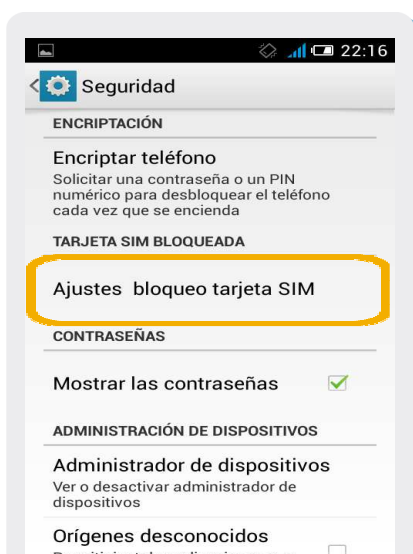 22:16
Seguridad
ENCRIPTACIÓN
Encriptar teléfono
Solicitar una contraseña o un PIN
numérico para desbloquear el teléfono
cada vez que se encienda
TARJETA SIM BLOQUEADA
Ajustes bloqueo tarjeta SIM
CONTRASEÑAS
Mostrar las contraseñas
ADMINISTRACIÓN DE DISPOSITIVOS
Administrador de dispositivos
Ver o desactivar administrador de
dispositivos
Orígenes desconocidos